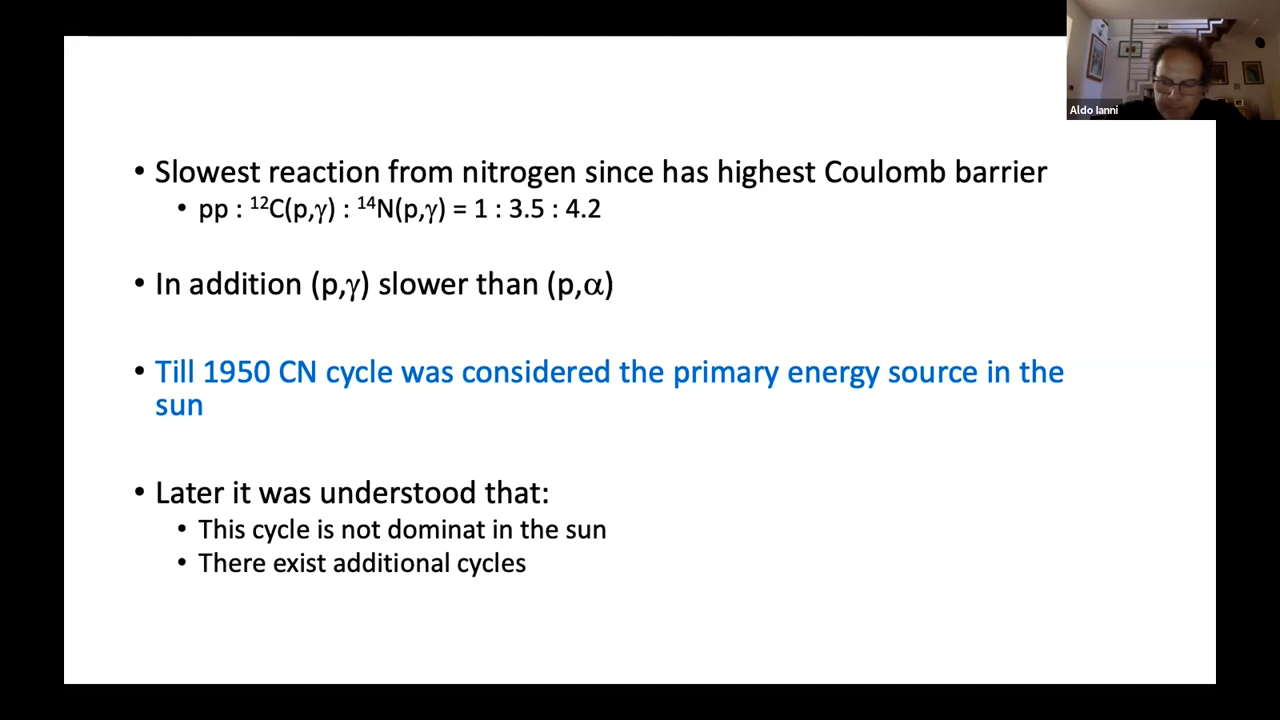 Aldo Ianni
• Slowest reaction from nitrogen since has highest Coulomb barrier
• pp : ¹²C(p,γ) : ¹⁴N(p,γ) = 1 : 3.5 : 4.2
• In addition (p,γ) slower than (p,α)
• Till 1950 CN cycle was considered the primary energy source in the
sun
• Later it was understood that:
• This cycle is not dominat in the sun
• There exist additional cycles